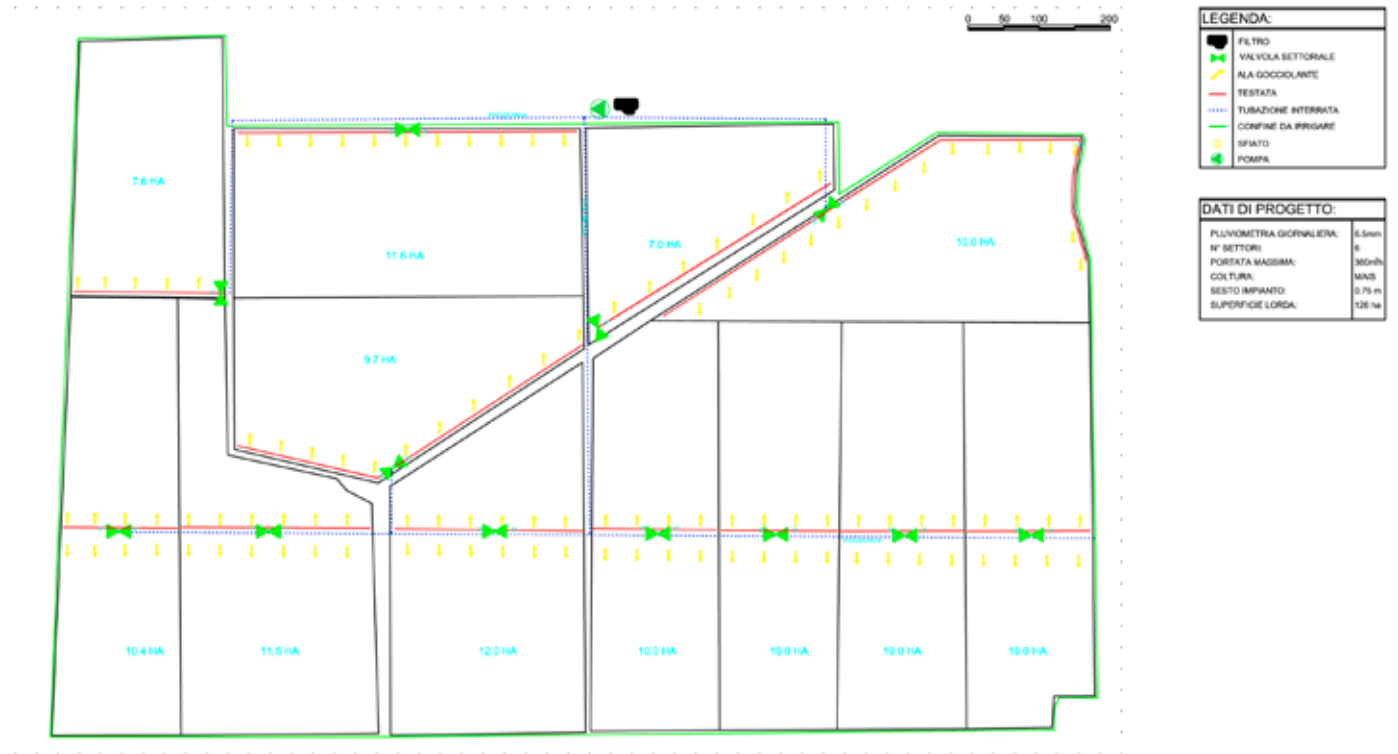 0 50 100 200
LEGENDA:
FILTRO
VALVOLA SETTORIALE
ALA GOCCIOLANTE
TESTATA
TUBAZIONE INTERRATA
CONFINE DA IRRIGARE
SFIATO
POMPA
DATI DI PROGETTO:
PLUVIOMETRIA GIORNALIERA: 6.5mm
N° SETTORI: 6
PORTATA MASSIMA: 360m³/h
COLTURA: MAIS
SESTO IMPIANTO: 0.75 m
SUPERFICIE LORDA: 126 ha
7.6 HA
11.6 HA
7.0 HA
10.0 HA
9.7 HA
10.4 HA
11.5 HA
12.0 HA
10.0 HA
10.0 HA
10.0 HA
10.0 HA